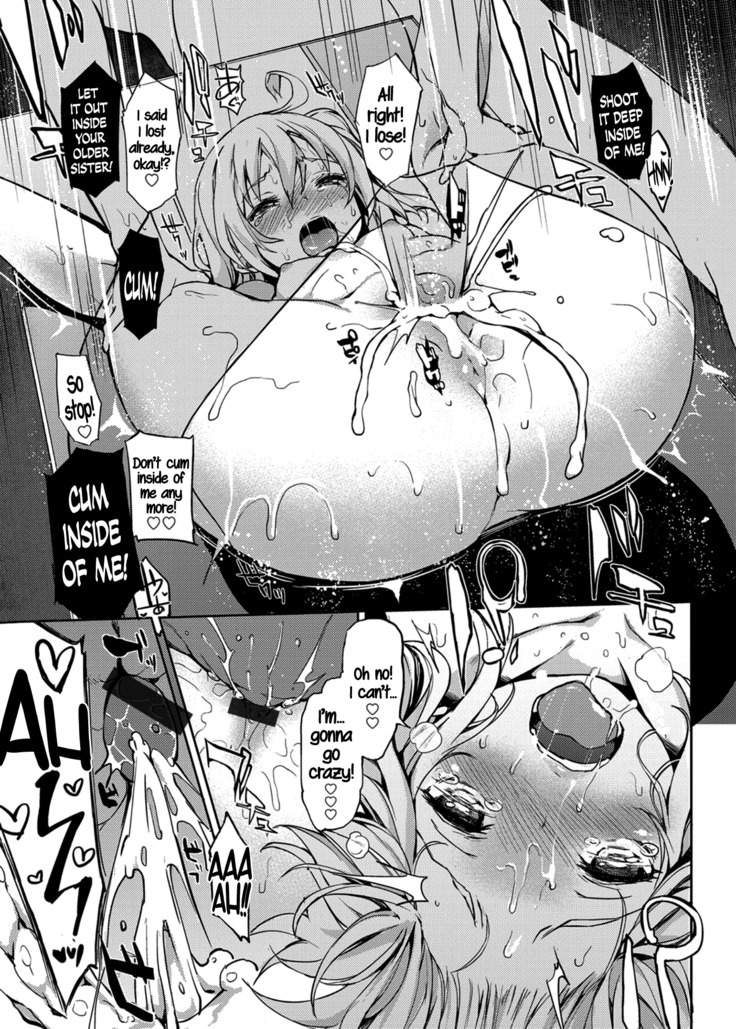 SHOOT
IT DEEP
INSIDE
OF ME!
HNN
All
right!
I lose!
♡
I said
I lost
already,
okay!?
♡
LET
IT OUT
INSIDE
YOUR
OLDER
SISTER!
CUM!
So
stop!
♡
Don't cum
inside of
me any
more!
♡♡
CUM
INSIDE
OF ME!
Oh no!
I can't...
♡
♡
I'm...
gonna
go
crazy!
♡
♡
♡
AAA
AH!!
AH